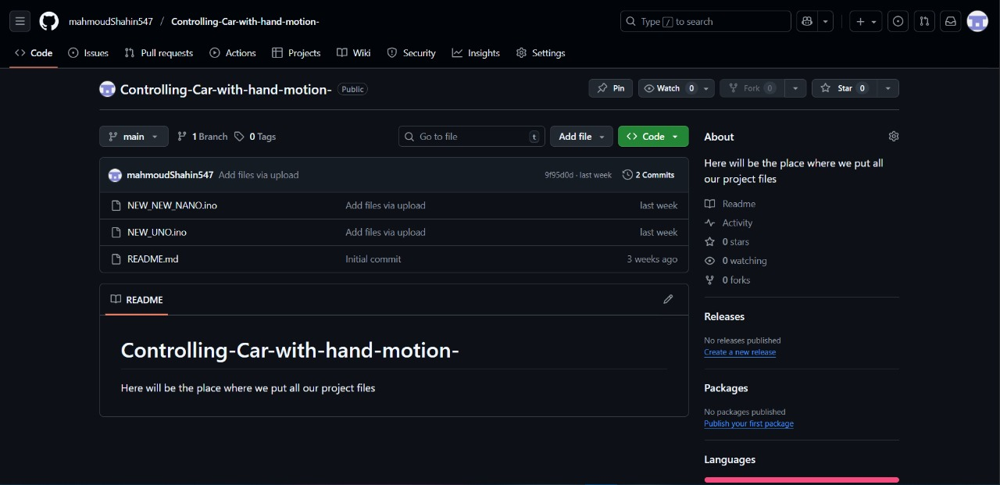 mahmoudShahin547 / Controlling-Car-with-hand-motion-
Type / to search
Code Issues Pull requests Actions Projects Wiki Security Insights Settings
Controlling-Car-with-hand-motion- Public
Pin Watch 0 Fork 0 Star 0
main 1 Branch 0 Tags Go to file t Add file Code
mahmoudShahin547 Add files via upload 9f95d0d · last week 2 Commits
NEW_NEW_NANO.ino Add files via upload last week
NEW_UNO.ino Add files via upload last week
README.md Initial commit 3 weeks ago
README
Controlling-Car-with-hand-motion-
Here will be the place where we put all our project files
About
Here will be the place where we put all
our project files
Readme
Activity
0 stars
0 watching
0 forks
Releases
No releases published
Create a new release
Packages
No packages published
Publish your first package
Languages